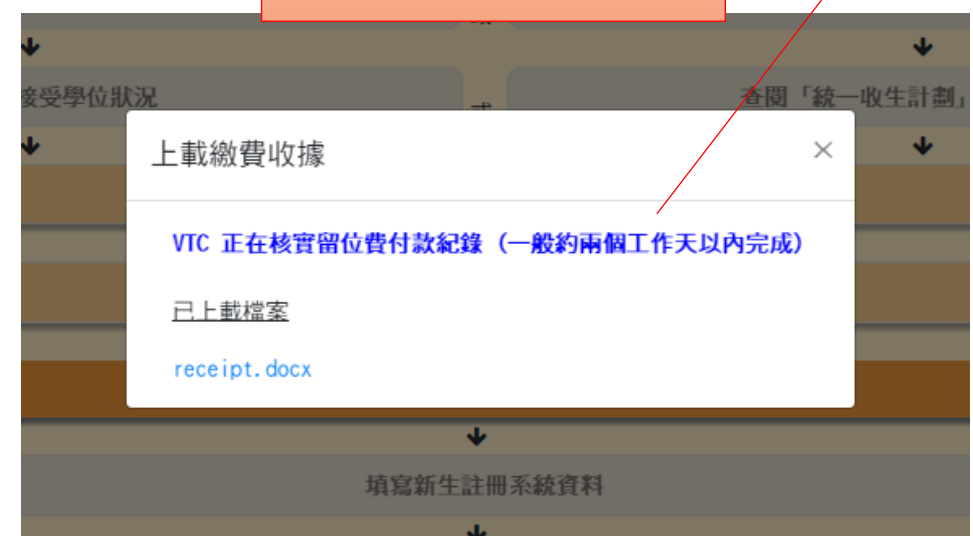 接受學位狀況
或
查閱「統一收生計劃」
上載繳費收據
VTC 正在核實留位費付款紀錄（一般約兩個工作天以內完成）
已上載檔案
receipt.docx
填寫新生註冊系統資料